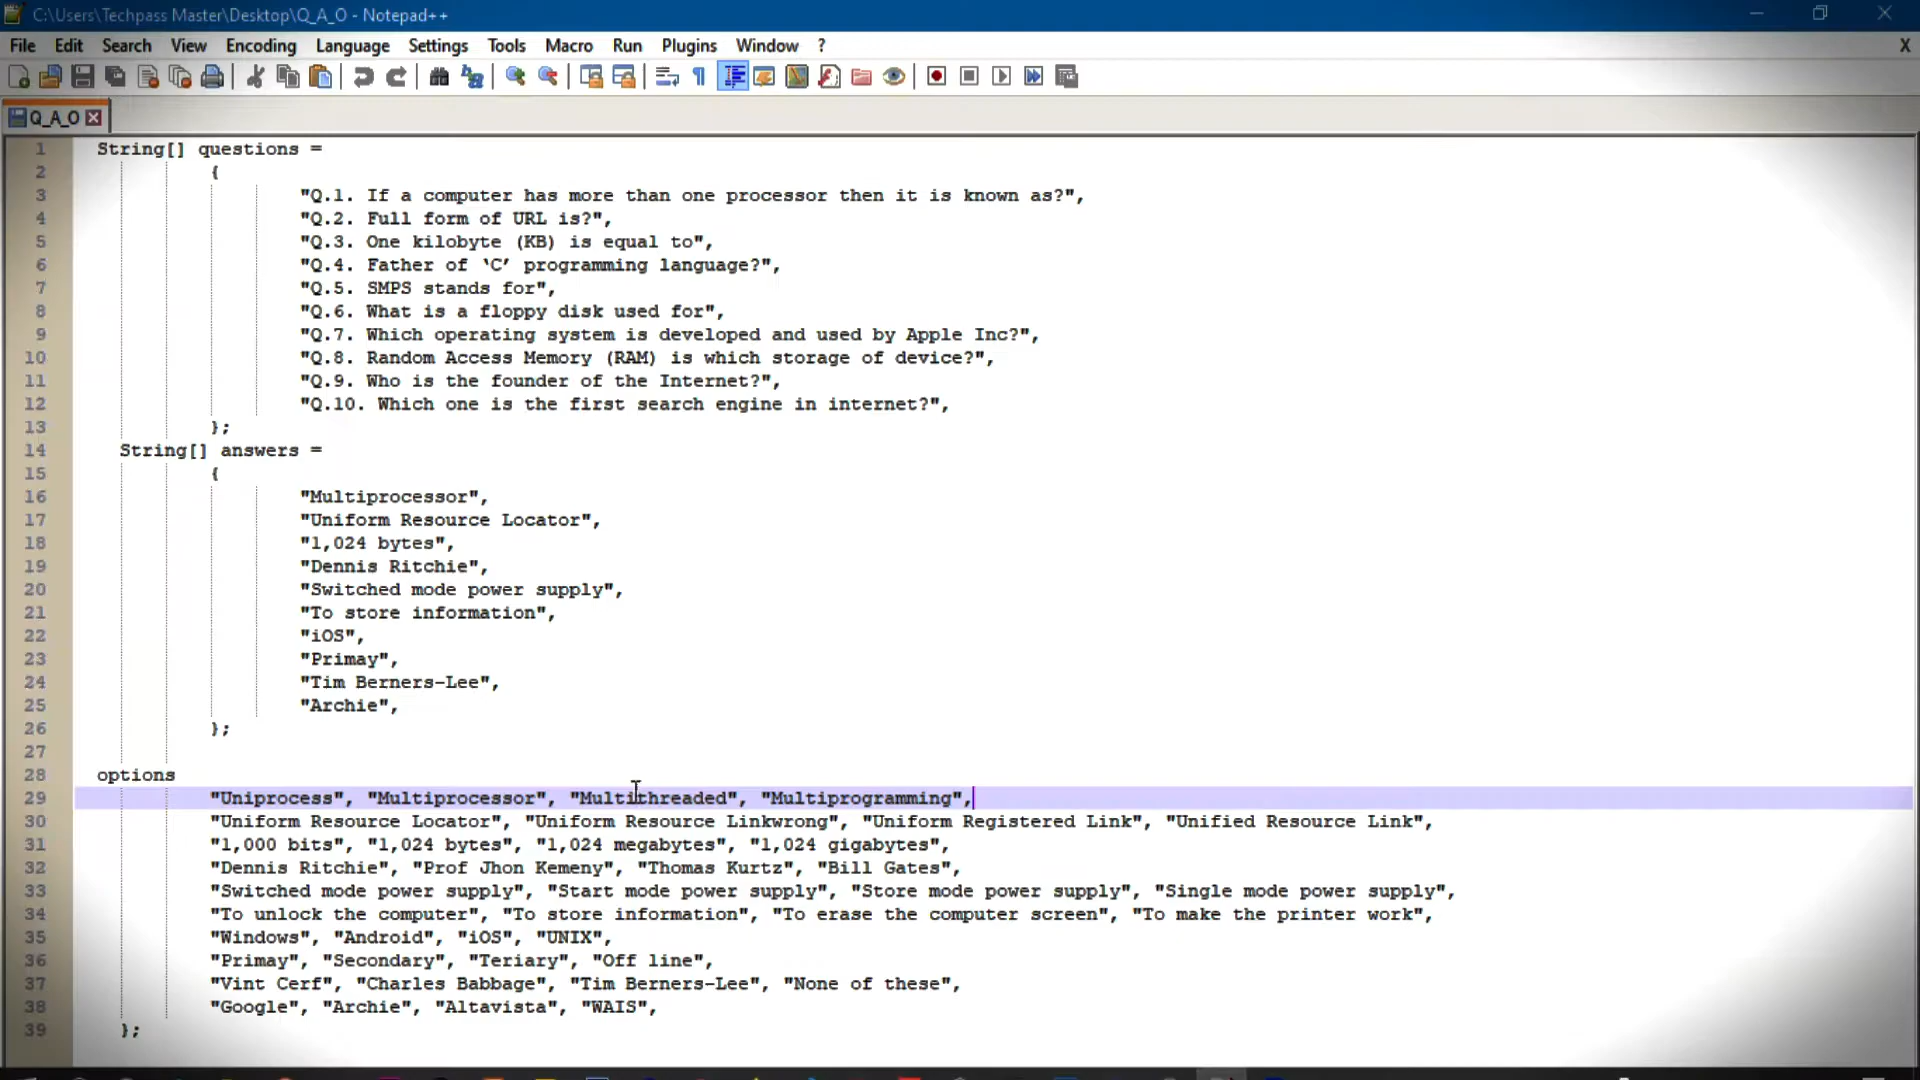 C:\Users\Techpass Master\Desktop\Q_A_O - Notepad++
File Edit Search View Encoding Language Settings Tools Macro Run Plugins Window ? X
Q_A_O
1 String[] questions =
2 {
3 "Q.1. If a computer has more than one processor then it is known as?",
4 "Q.2. Full form of URL is?",
5 "Q.3. One kilobyte (KB) is equal to",
6 "Q.4. Father of ‘C’ programming language?",
7 "Q.5. SMPS stands for",
8 "Q.6. What is a floppy disk used for",
9 "Q.7. Which operating system is developed and used by Apple Inc?",
10 "Q.8. Random Access Memory (RAM) is which storage of device?",
11 "Q.9. Who is the founder of the Internet?",
12 "Q.10. Which one is the first search engine in internet?",
13 };
14 String[] answers =
15 {
16 "Multiprocessor",
17 "Uniform Resource Locator",
18 "1,024 bytes",
19 "Dennis Ritchie",
20 "Switched mode power supply",
21 "To store information",
22 "iOS",
23 "Primay",
24 "Tim Berners-Lee",
25 "Archie",
26 };
27
28 options
29 "Uniprocess", "Multiprocessor", "Multithreaded", "Multiprogramming",
30 "Uniform Resource Locator", "Uniform Resource Linkwrong", "Uniform Registered Link", "Unified Resource Link",
31 "1,000 bits", "1,024 bytes", "1,024 megabytes", "1,024 gigabytes",
32 "Dennis Ritchie", "Prof Jhon Kemeny", "Thomas Kurtz", "Bill Gates",
33 "Switched mode power supply", "Start mode power supply", "Store mode power supply", "Single mode power supply",
34 "To unlock the computer", "To store information", "To erase the computer screen", "To make the printer work",
35 "Windows", "Android", "iOS", "UNIX",
36 "Primay", "Secondary", "Teriary", "Off line",
37 "Vint Cerf", "Charles Babbage", "Tim Berners-Lee", "None of these",
38 "Google", "Archie", "Altavista", "WAIS",
39 };